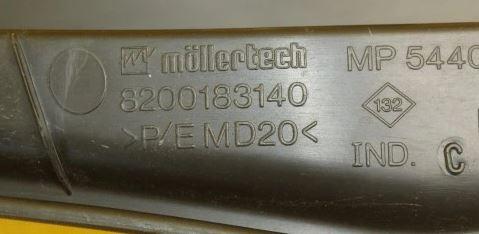 möllertech MP 5440
8200183140 132
>P/E MD20< IND. C